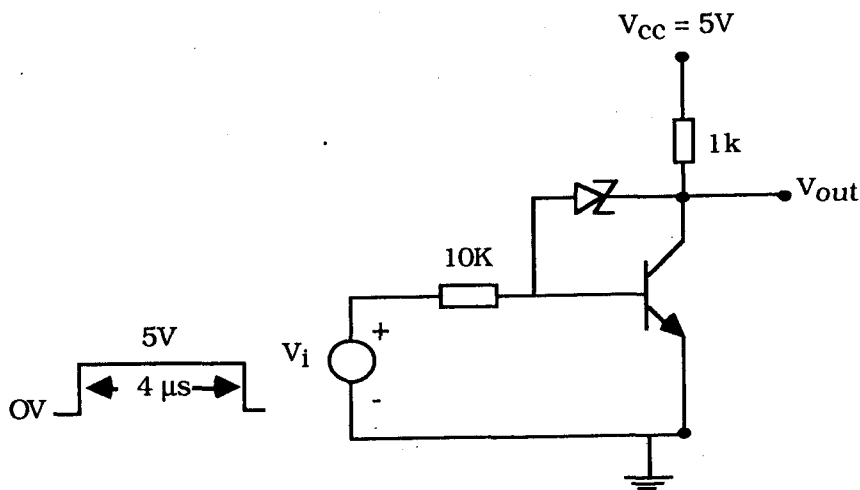 Vcc = 5V
1k
Vout
10K
5V
4 μs
0V
Vi
+
-